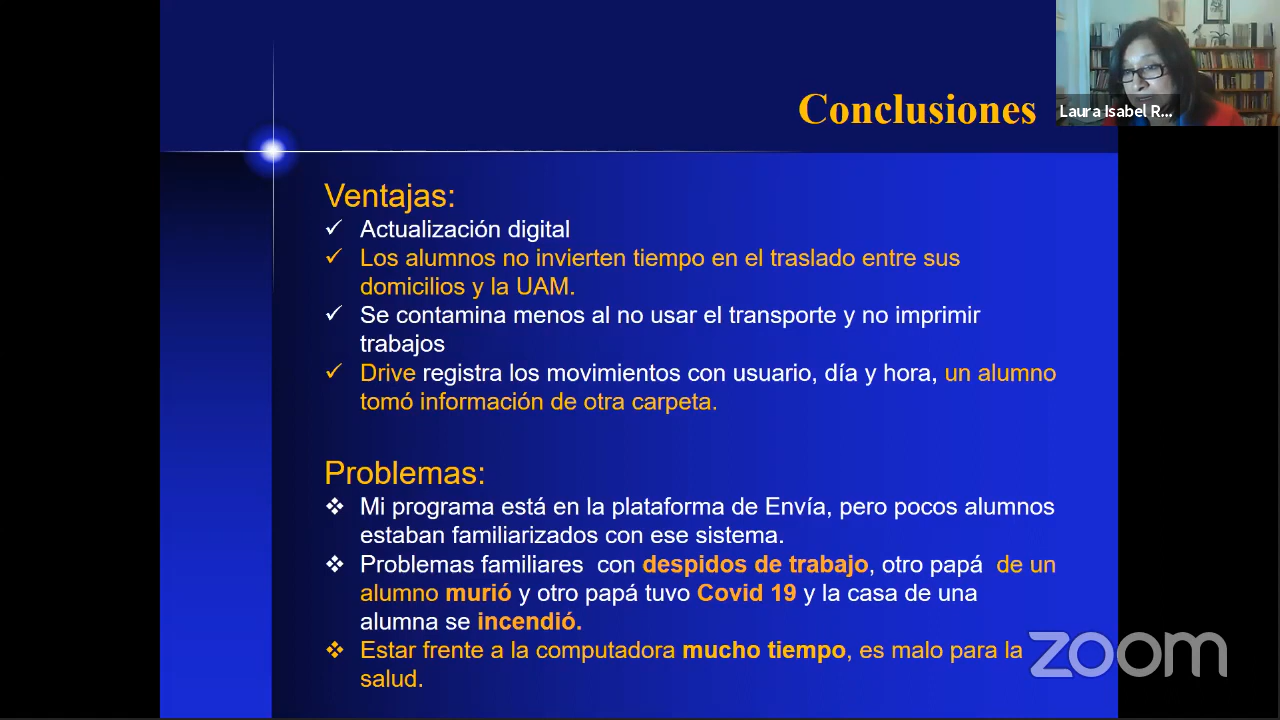 Conclusiones
Laura Isabel R...
Ventajas:
✓ Actualización digital
✓ Los alumnos no invierten tiempo en el traslado entre sus
domicilios y la UAM.
✓ Se contamina menos al no usar el transporte y no imprimir
trabajos
✓ Drive registra los movimientos con usuario, día y hora, un alumno
tomó información de otra carpeta.
Problemas:
❖ Mi programa está en la plataforma de Envía, pero pocos alumnos
estaban familiarizados con ese sistema.
❖ Problemas familiares con despidos de trabajo, otro papá de un
alumno murió y otro papá tuvo Covid 19 y la casa de una
alumna se incendió.
❖ Estar frente a la computadora mucho tiempo, es malo para la
salud.
zoom